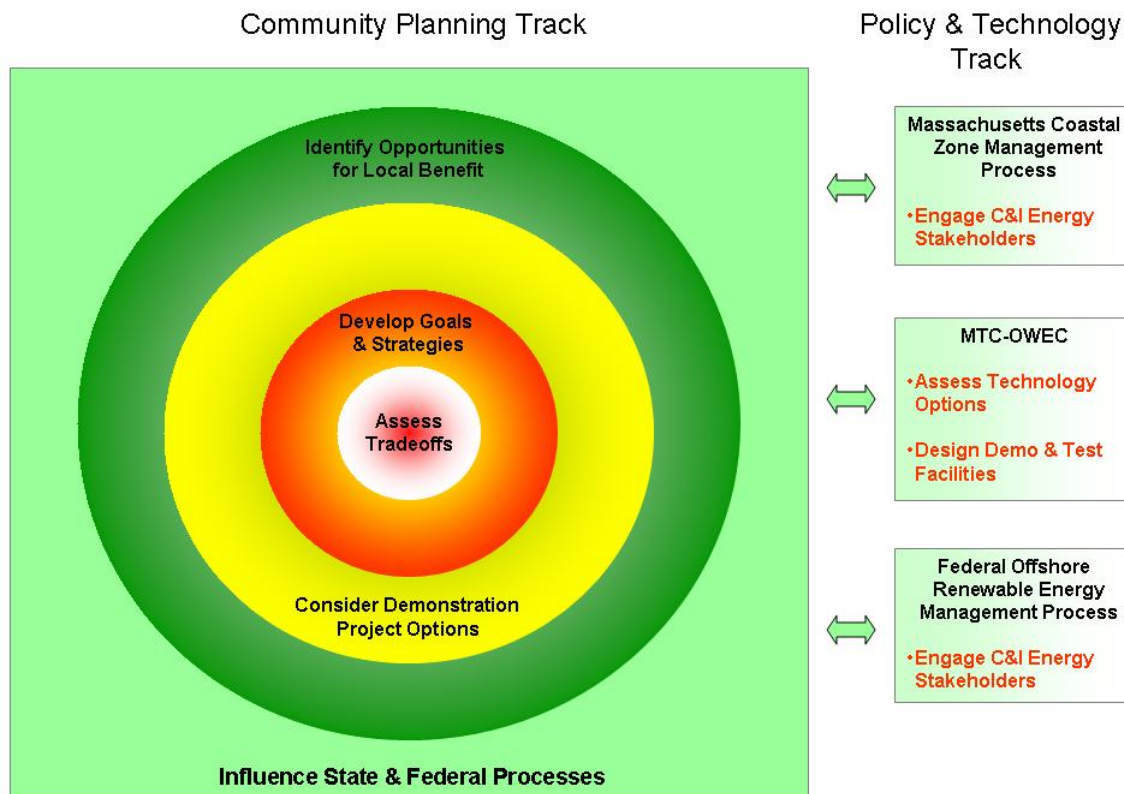 Community Planning Track
Policy & Technology
Track
Identify Opportunities
for Local Benefit
Develop Goals
& Strategies
Assess
Tradeoffs
Consider Demonstration
Project Options
Influence State & Federal Processes
Massachusetts Coastal
Zone Management
Process
•Engage C&I Energy
Stakeholders
MTC-OWEC
•Assess Technology
Options
•Design Demo & Test
Facilities
Federal Offshore
Renewable Energy
Management Process
•Engage C&I Energy
Stakeholders